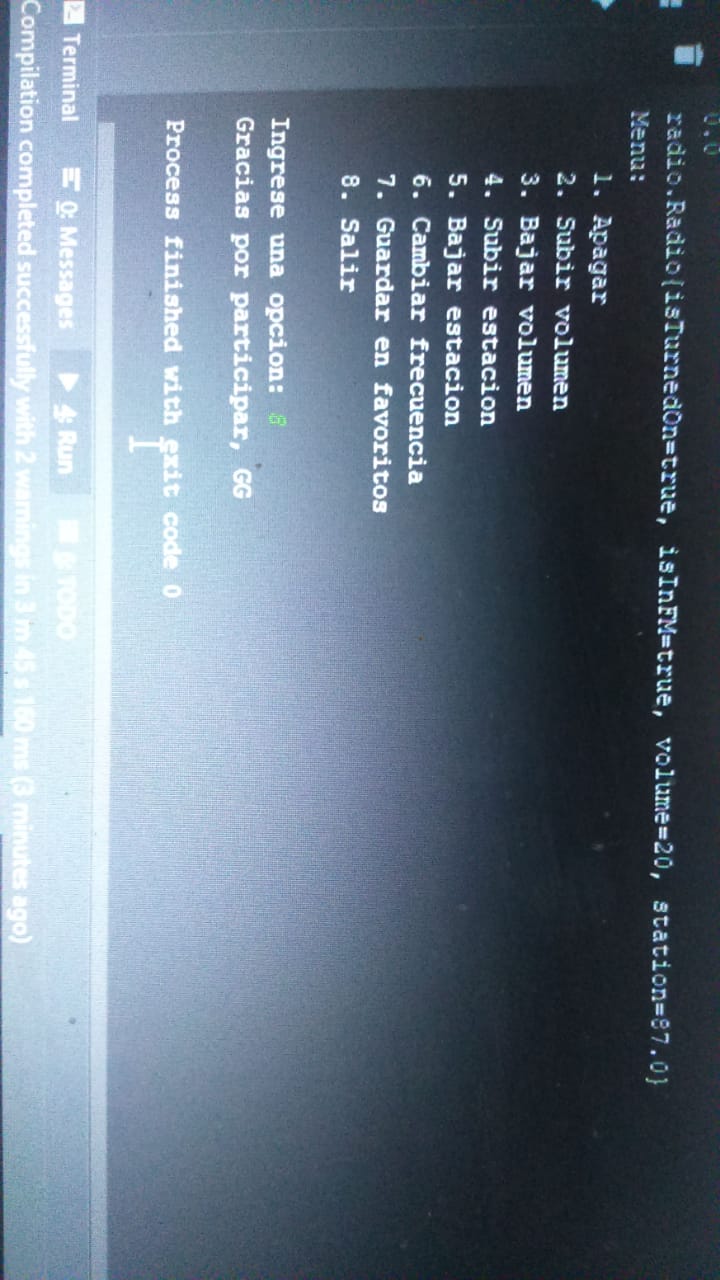 0.0
radio.Radio{isTurnedOn=true, isInFM=true, volume=20, station=87.0}
Menu:
1. Apagar
2. Subir volumen
3. Bajar volumen
4. Subir estacion
5. Bajar estacion
6. Cambiar frecuencia
7. Guardar en favoritos
8. Salir
Ingrese una opcion: 8
Gracias por participar, GG
Process finished with exit code 0
Terminal 0: Messages 4: Run 6: TODO
Compilation completed successfully with 2 warnings in 3 m 45 s 160 ms (3 minutes ago)